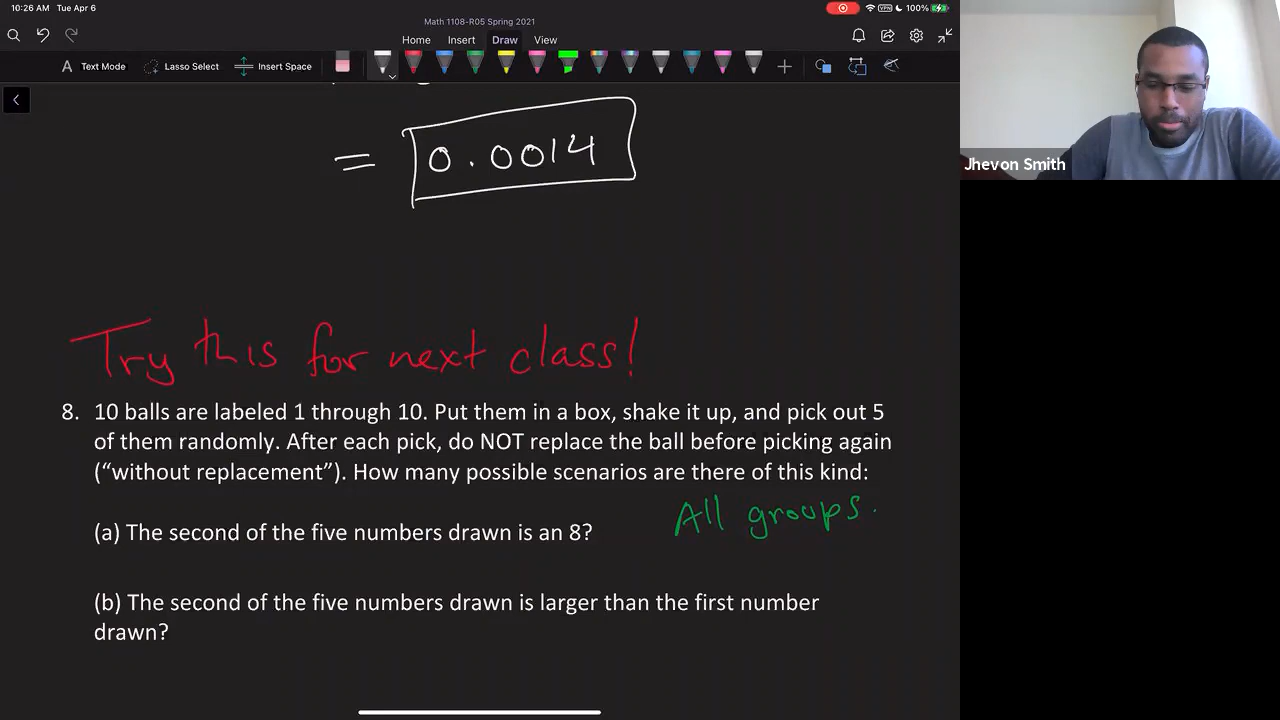 10:26 AM Tue Apr 6
VPN 100%
Math 1108-R05 Spring 2021
Home Insert Draw View
A Text Mode Lasso Select Insert Space
= 0.0014
Jhevon Smith
Try this for next class!
8. 10 balls are labeled 1 through 10. Put them in a box, shake it up, and pick out 5
of them randomly. After each pick, do NOT replace the ball before picking again
(“without replacement”). How many possible scenarios are there of this kind:
All groups.
(a) The second of the five numbers drawn is an 8?
(b) The second of the five numbers drawn is larger than the first number
drawn?